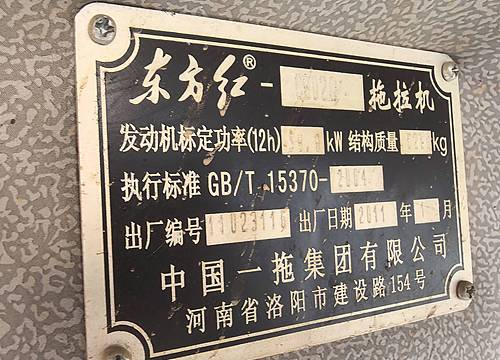 东方红®- 拖拉机
发动机标定功率(12h) kW 结构质量 kg
执行标准 GB/T 15370-2004
出厂编号 出厂日期 2011 年 月
中国一拖集团有限公司
河南省洛阳市建设路154号